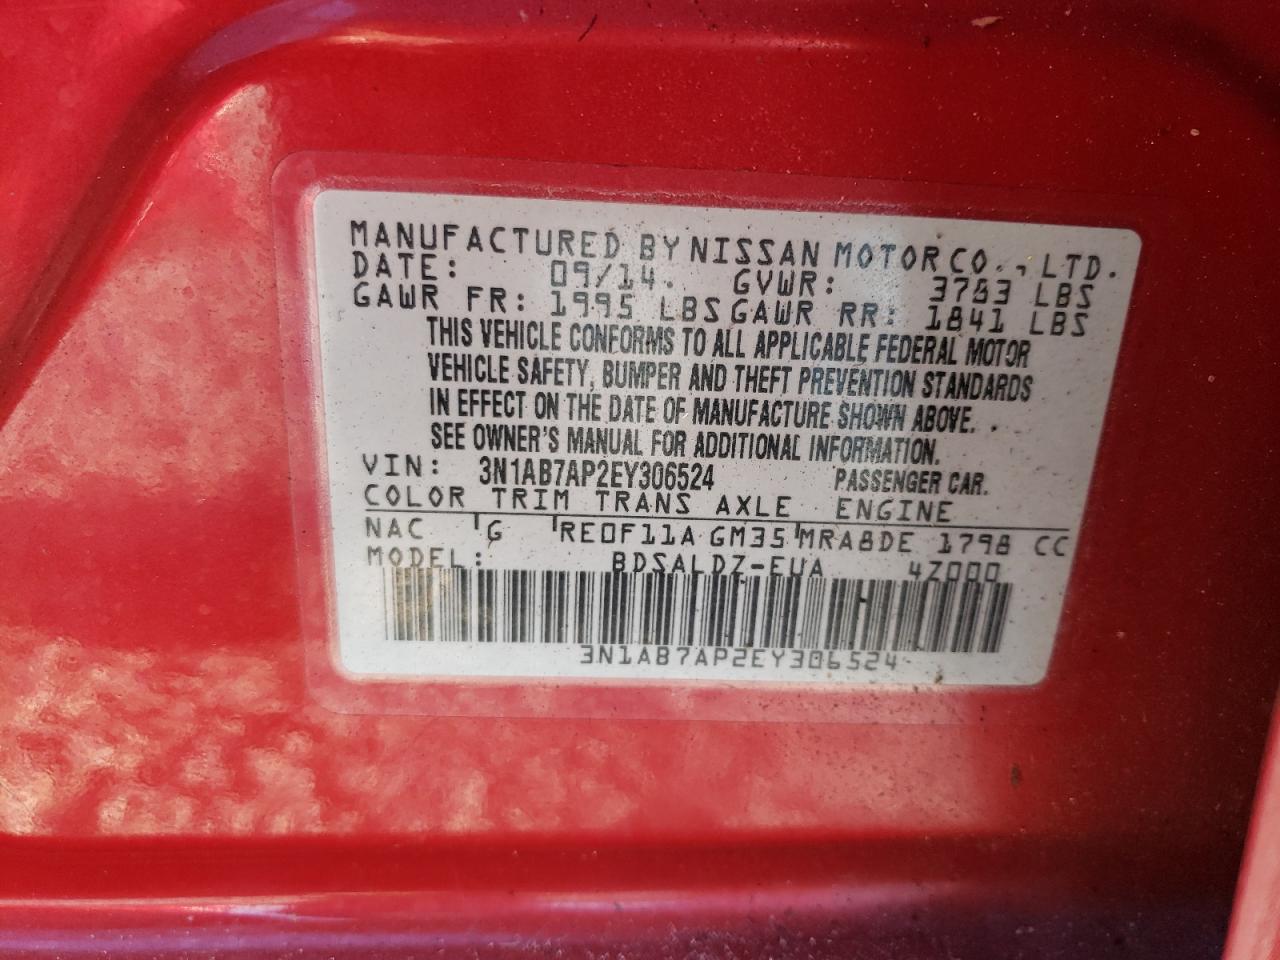 MANUFACTURED BY NISSAN MOTOR CO., LTD.
DATE: 09/14. GVWR: 3783 LBS
GAWR FR: 1995 LBS GAWR RR: 1841 LBS
THIS VEHICLE CONFORMS TO ALL APPLICABLE FEDERAL MOTOR
VEHICLE SAFETY, BUMPER AND THEFT PREVENTION STANDARDS
IN EFFECT ON THE DATE OF MANUFACTURE SHOWN ABOVE.
SEE OWNER'S MANUAL FOR ADDITIONAL INFORMATION.
VIN: 3N1AB7AP2EY306524 PASSENGER CAR.
COLOR TRIM TRANS AXLE ENGINE
NAC G RE0F11A GM35 MRA8DE 1798 CC
MODEL: BDSALDZ-EUA 4Z000
3N1AB7AP2EY306524